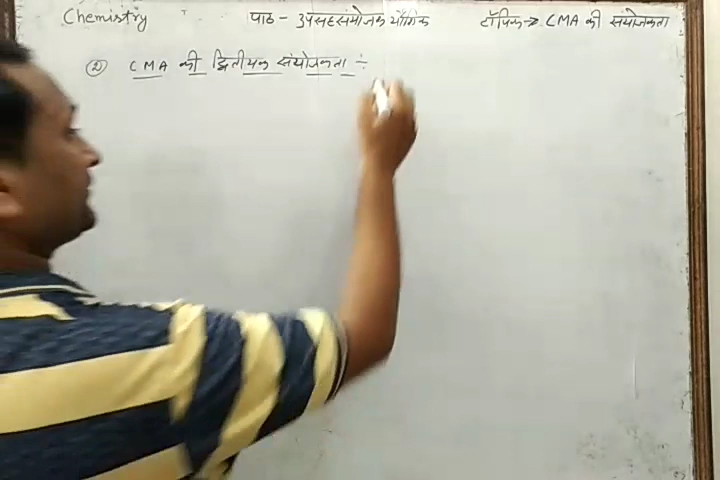 Chemistry पाठ - उपसहसंयोजक यौगिक टॉपिक → CMA की संयोजकता
② CMA की द्वितीयक संयोजकता ÷